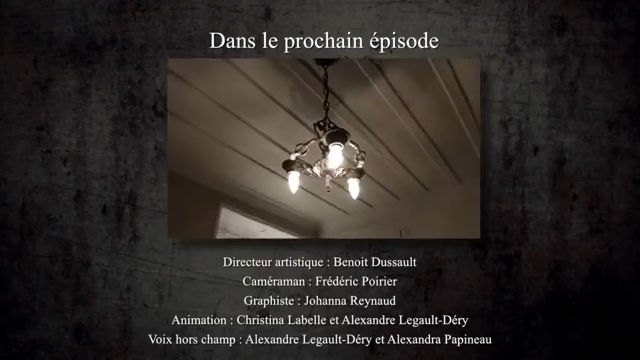 Dans le prochain épisode
Directeur artistique : Benoit Dussault
Caméraman : Frédéric Poirier
Graphiste : Johanna Reynaud
Animation : Christina Labelle et Alexandre Legault-Déry
Voix hors champ : Alexandre Legault-Déry et Alexandra Papineau